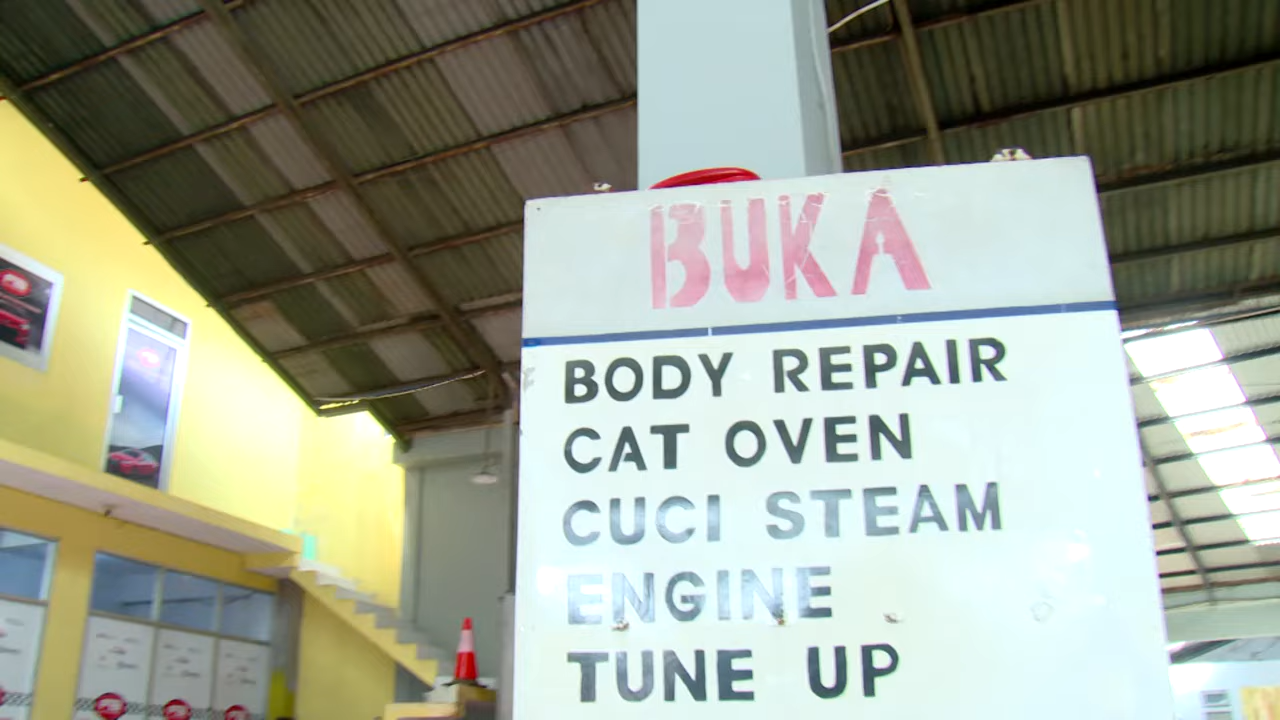 BUKA
BODY REPAIR
CAT OVEN
CUCI STEAM
ENGINE
TUNE UP